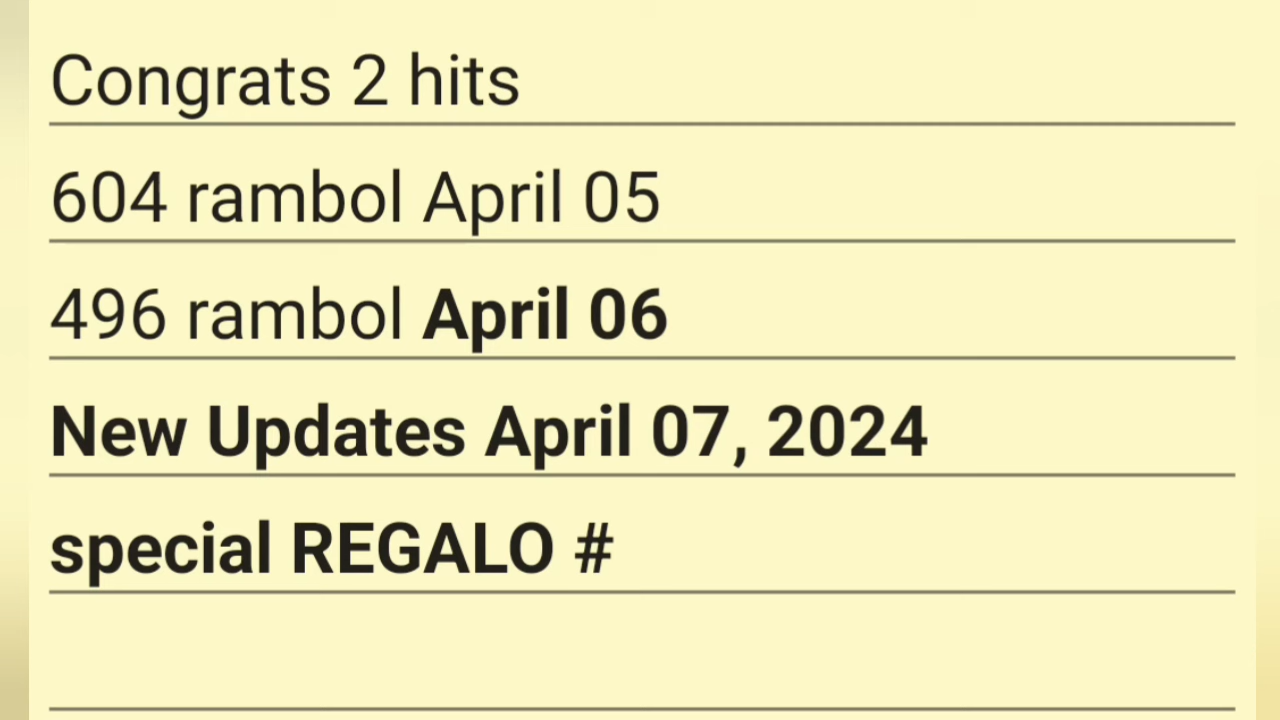 Congrats 2 hits
604 rambol April 05
496 rambol April 06
New Updates April 07, 2024
special REGALO #